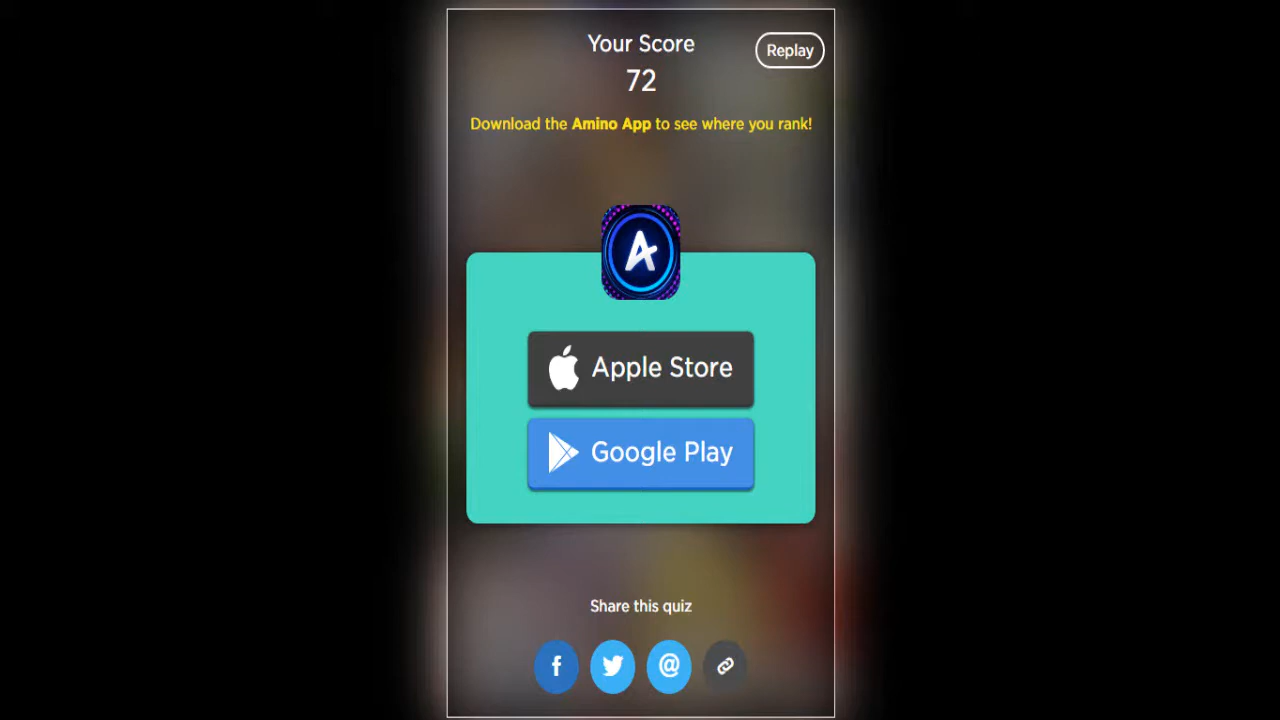 Your Score
Replay
72
Download the Amino App to see where you rank!
Apple Store
Google Play
Share this quiz